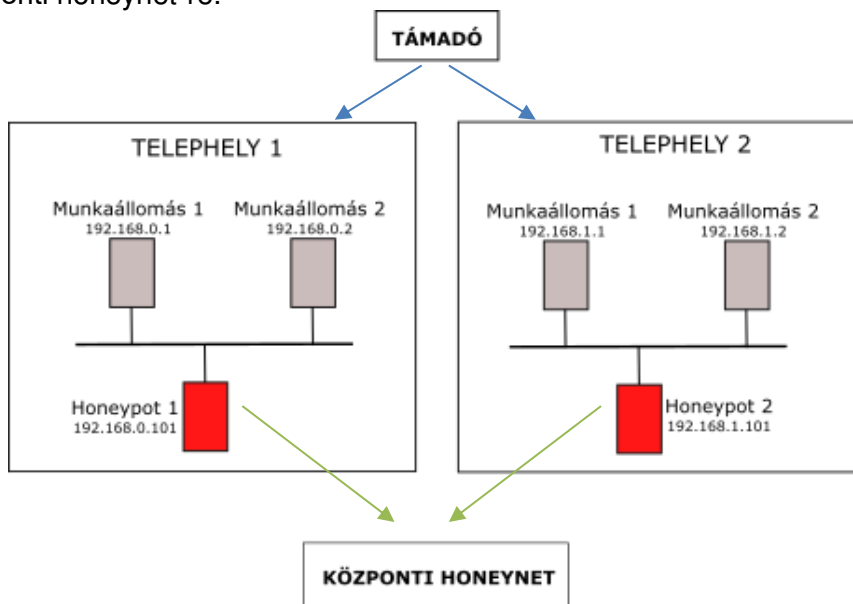 honeynet
TÁMADÓ
TELEPHELY 1
Munkaállomás 1
192.168.0.1
Munkaállomás 2
192.168.0.2
Honeypot 1
192.168.0.101
TELEPHELY 2
Munkaállomás 1
192.168.1.1
Munkaállomás 2
192.168.1.2
Honeypot 2
192.168.1.101
KÖZPONTI HONEYNET